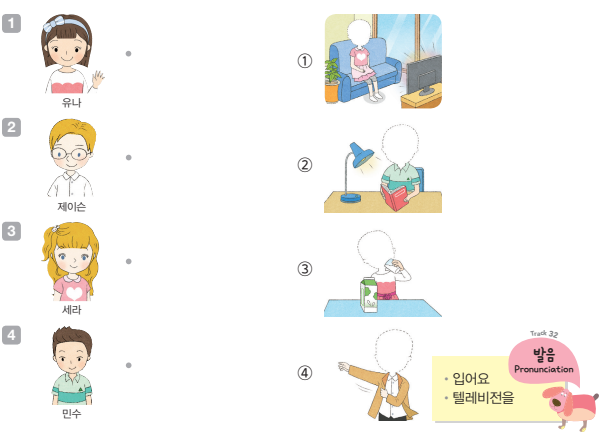 1
유나
①
2
제이슨
②
3
세라
③
4
민수
④
Track 32
발음
Pronunciation
• 입어요
• 텔레비전을